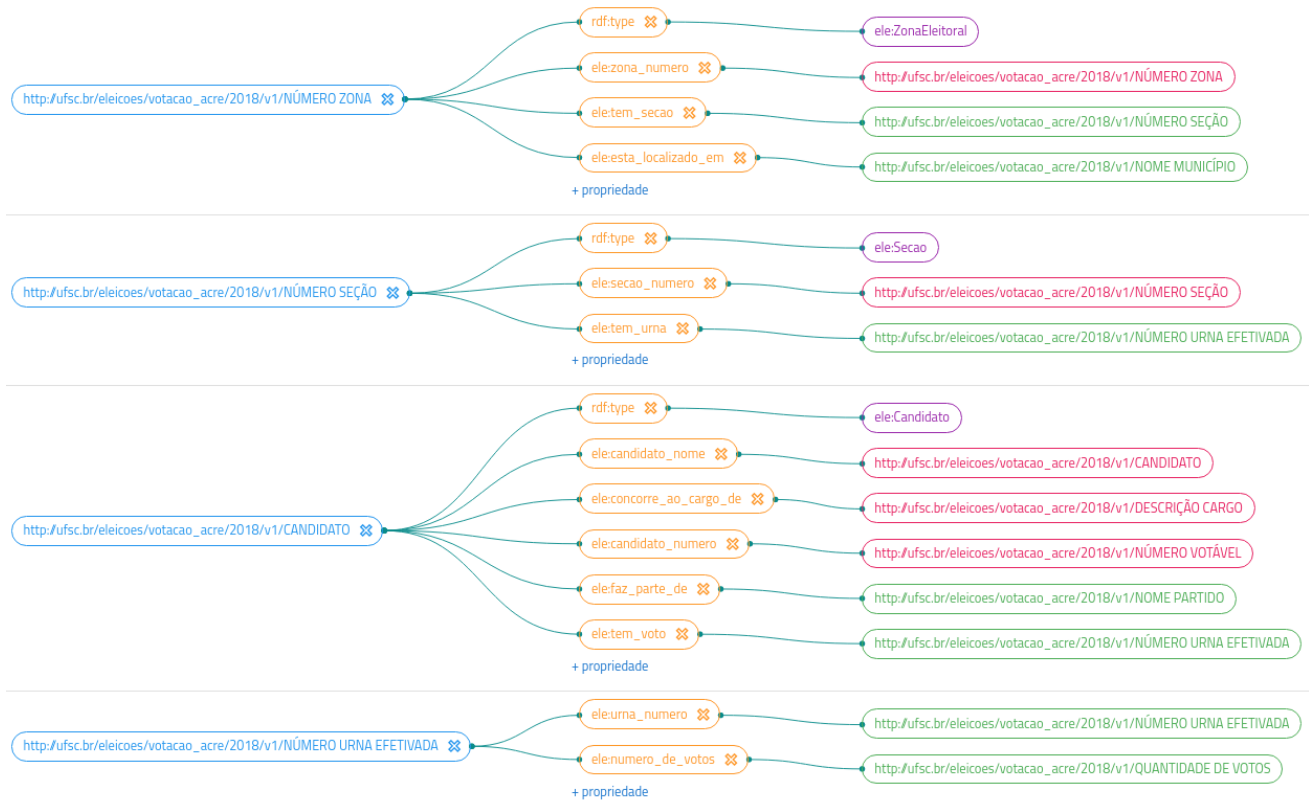 rdf:type
ele:ZonaEleitoral
ele:zona_numero
http://ufsc.br/eleicoes/votacao_acre/2018/v1/NÚMERO ZONA
http://ufsc.br/eleicoes/votacao_acre/2018/v1/NÚMERO ZONA
ele:tem_secao
http://ufsc.br/eleicoes/votacao_acre/2018/v1/NÚMERO SEÇÃO
ele:esta_localizado_em
http://ufsc.br/eleicoes/votacao_acre/2018/v1/NOME MUNICÍPIO
+ propriedade
rdf:type
ele:Secao
http://ufsc.br/eleicoes/votacao_acre/2018/v1/NÚMERO SEÇÃO
ele:secao_numero
http://ufsc.br/eleicoes/votacao_acre/2018/v1/NÚMERO SEÇÃO
ele:tem_urna
http://ufsc.br/eleicoes/votacao_acre/2018/v1/NÚMERO URNA EFETIVADA
+ propriedade
rdf:type
ele:Candidato
ele:candidato_nome
http://ufsc.br/eleicoes/votacao_acre/2018/v1/CANDIDATO
ele:concorre_ao_cargo_de
http://ufsc.br/eleicoes/votacao_acre/2018/v1/DESCRIÇÃO CARGO
http://ufsc.br/eleicoes/votacao_acre/2018/v1/CANDIDATO
ele:candidato_numero
http://ufsc.br/eleicoes/votacao_acre/2018/v1/NÚMERO VOTÁVEL
ele:faz_parte_de
http://ufsc.br/eleicoes/votacao_acre/2018/v1/NOME PARTIDO
ele:tem_voto
http://ufsc.br/eleicoes/votacao_acre/2018/v1/NÚMERO URNA EFETIVADA
+ propriedade
ele:urna_numero
http://ufsc.br/eleicoes/votacao_acre/2018/v1/NÚMERO URNA EFETIVADA
http://ufsc.br/eleicoes/votacao_acre/2018/v1/NÚMERO URNA EFETIVADA
ele:numero_de_votos
http://ufsc.br/eleicoes/votacao_acre/2018/v1/QUANTIDADE DE VOTOS
+ propriedade